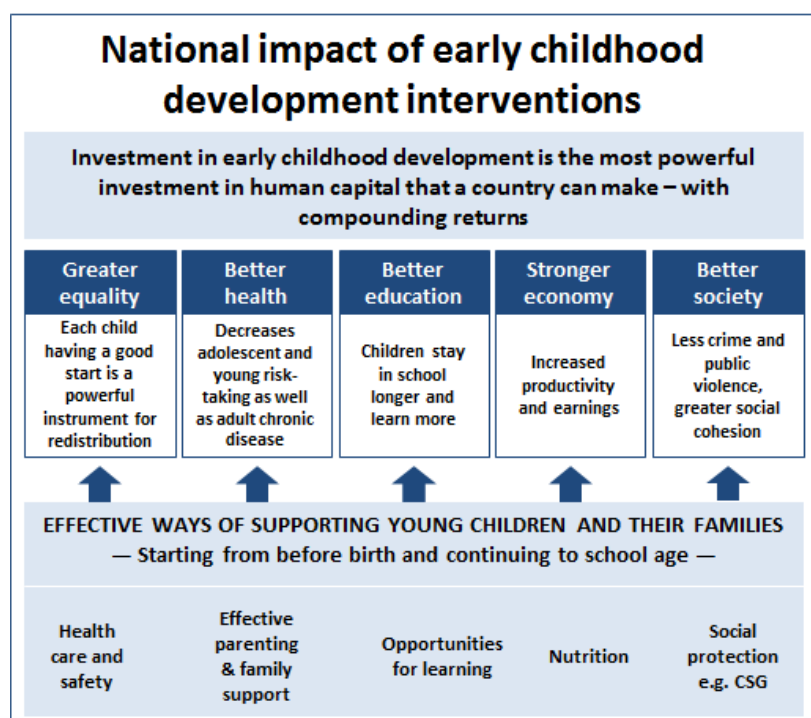 National impact of early childhood
development interventions
Investment in early childhood development is the most powerful
investment in human capital that a country can make – with
compounding returns
Greater
equality
Each child
having a good
start is a
powerful
instrument for
redistribution
Better
health
Decreases
adolescent and
young risk-
taking as well
as adult chronic
disease
Better
education
Children stay
in school
longer and
learn more
Stronger
economy
Increased
productivity
and earnings
Better
society
Less crime and
public
violence,
greater social
cohesion
EFFECTIVE WAYS OF SUPPORTING YOUNG CHILDREN AND THEIR FAMILIES
— Starting from before birth and continuing to school age —
Health
care and
safety
Effective
parenting
& family
support
Opportunities
for learning
Nutrition
Social
protection
e.g. CSG